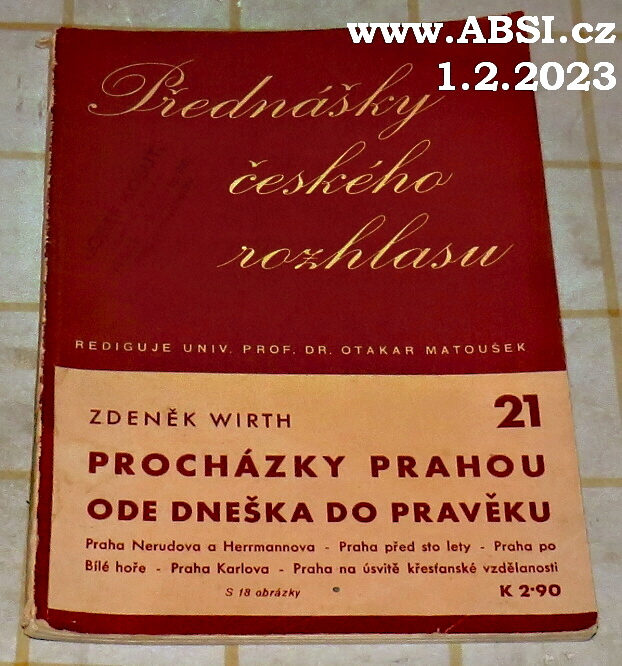 www.ABSI.cz
1.2.2023
Přednášky
českého
rozhlasu
REDIGUJE UNIV. PROF. DR. OTAKAR MATOUŠEK
ZDENĚK WIRTH 21
PROCHÁZKY PRAHOU
ODE DNEŠKA DO PRAVĚKU
Praha Nerudova a Herrmannova - Praha před sto lety - Praha po
Bílé hoře - Praha Karlova - Praha na úsvitě křesťanské vzdělanosti
S 18 obrázky K 2·90